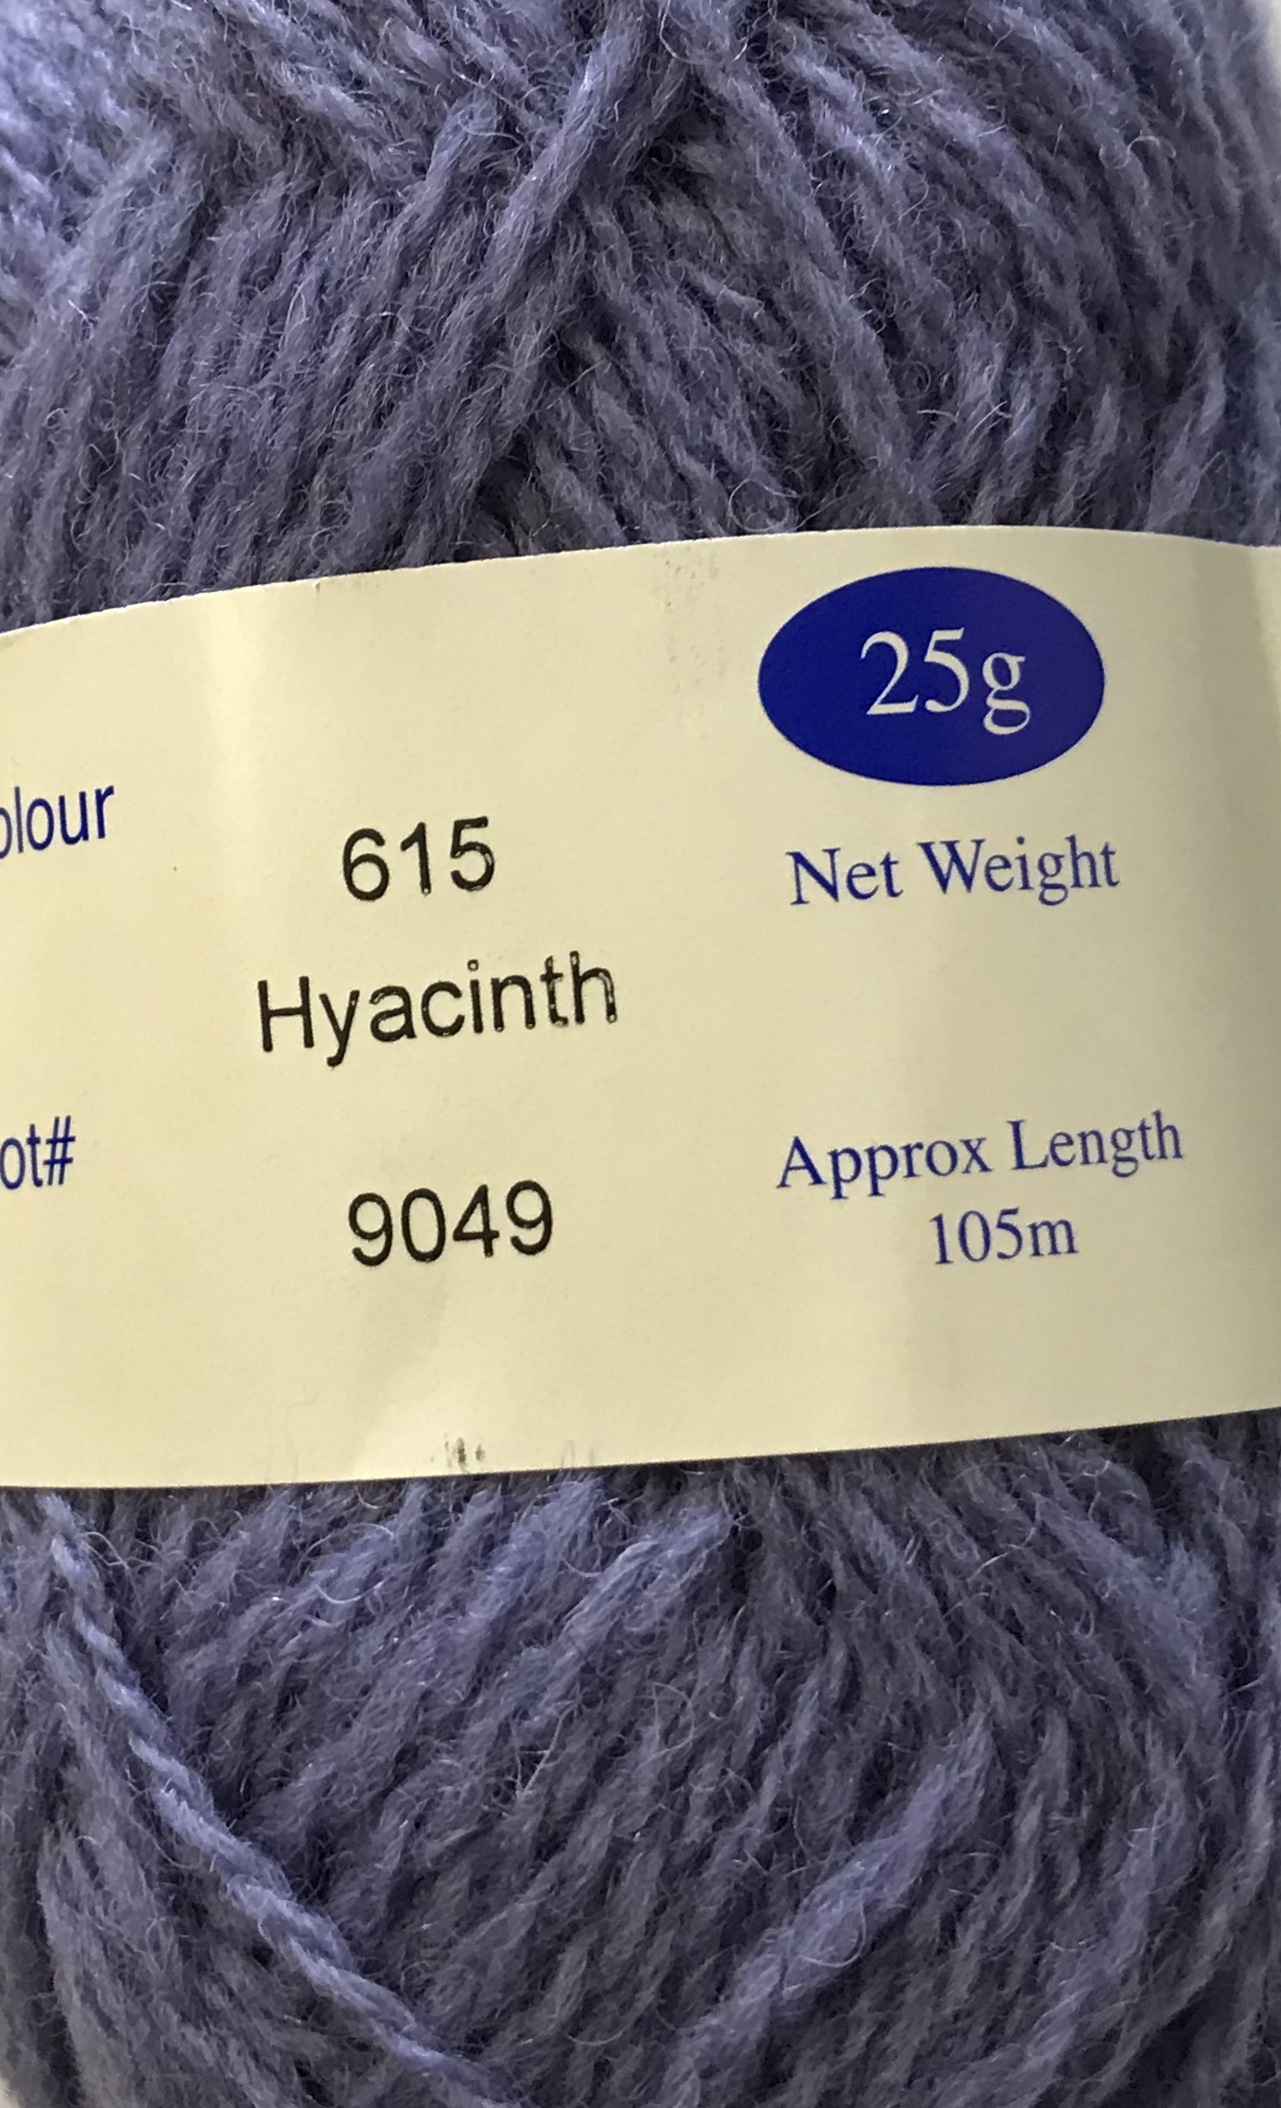 25g
olour
615
Net Weight
Hyacinth
ot#
9049
Approx Length
105m